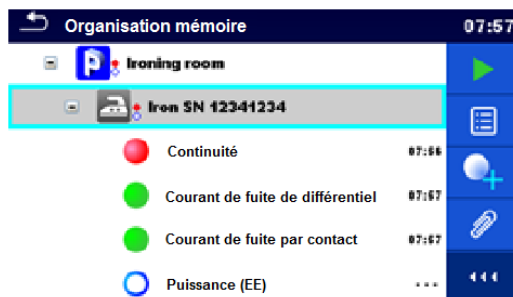 Organisation mémoire 07:57
Ironing room
Iron SN 12341234
Continuité 07:56
Courant de fuite de différentiel 07:57
Courant de fuite par contact 07:57
Puissance (EE) ---